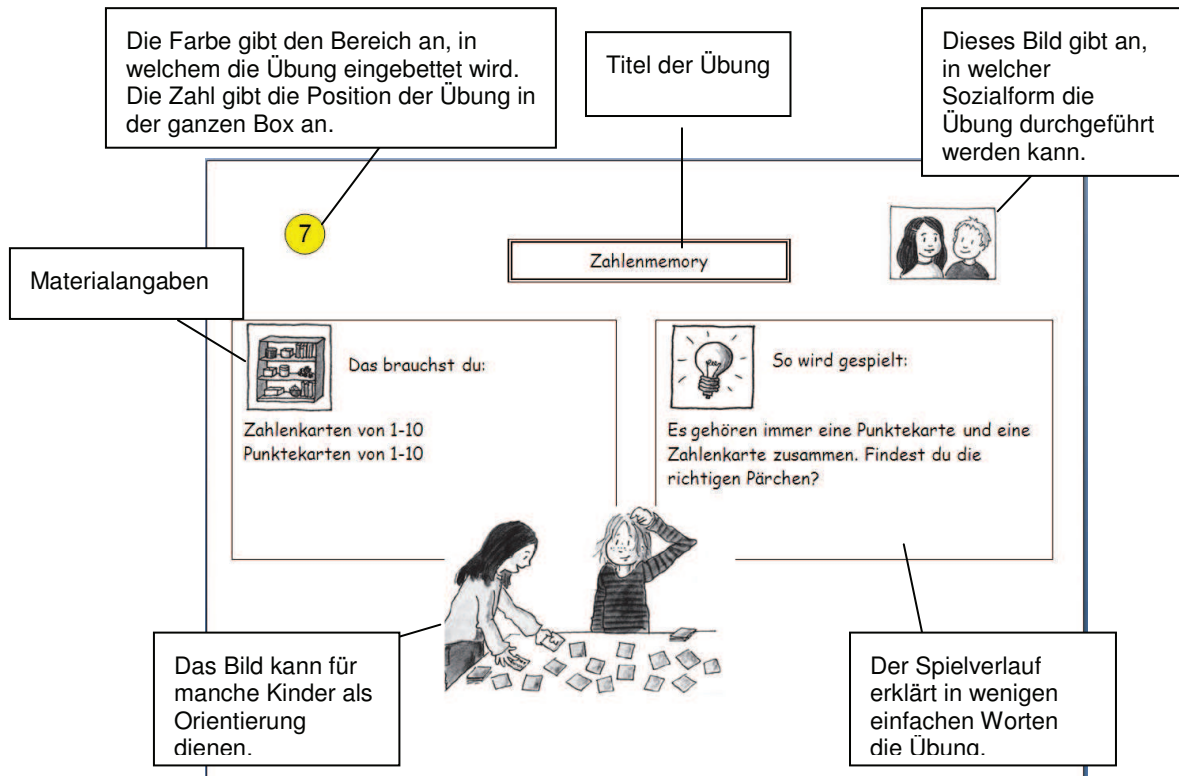 Die Farbe gibt den Bereich an, in
welchem die Übung eingebettet wird.
Die Zahl gibt die Position der Übung in
der ganzen Box an.
Titel der Übung
Dieses Bild gibt an,
in welcher
Sozialform die
Übung durchgeführt
werden kann.
7
Zahlenmemory
Materialangaben
Das brauchst du:
Zahlenkarten von 1-10
Punktekarten von 1-10
So wird gespielt:
Es gehören immer eine Punktekarte und eine
Zahlenkarte zusammen. Findest du die
richtigen Pärchen?
Das Bild kann für
manche Kinder als
Orientierung
dienen.
Der Spielverlauf
erklärt in wenigen
einfachen Worten
die Übung.